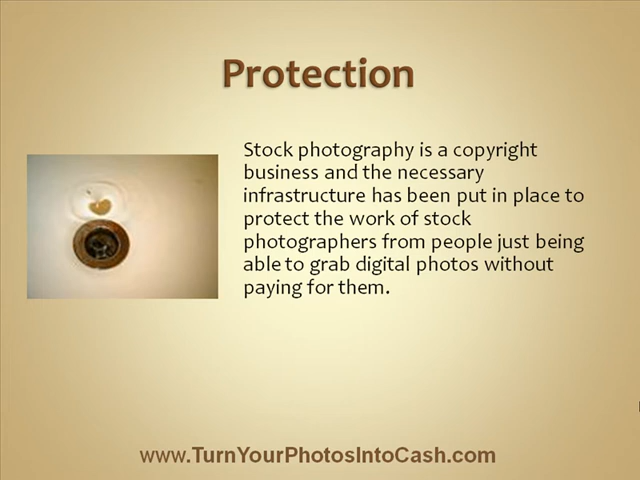 Protection
Stock photography is a copyright
business and the necessary
infrastructure has been put in place to
protect the work of stock
photographers from people just being
able to grab digital photos without
paying for them.
www.TurnYourPhotosIntoCash.com